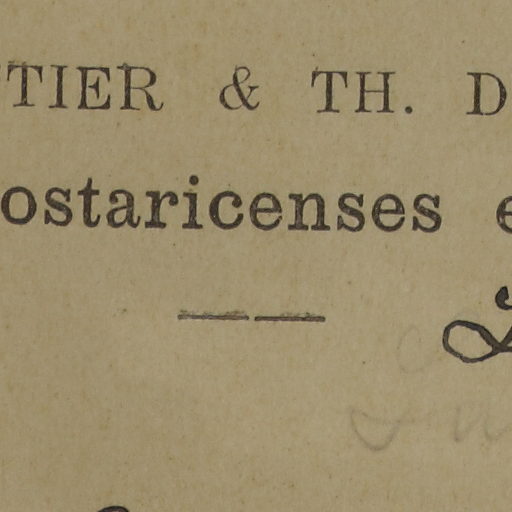 TIER & TH. D
ostaricenses e